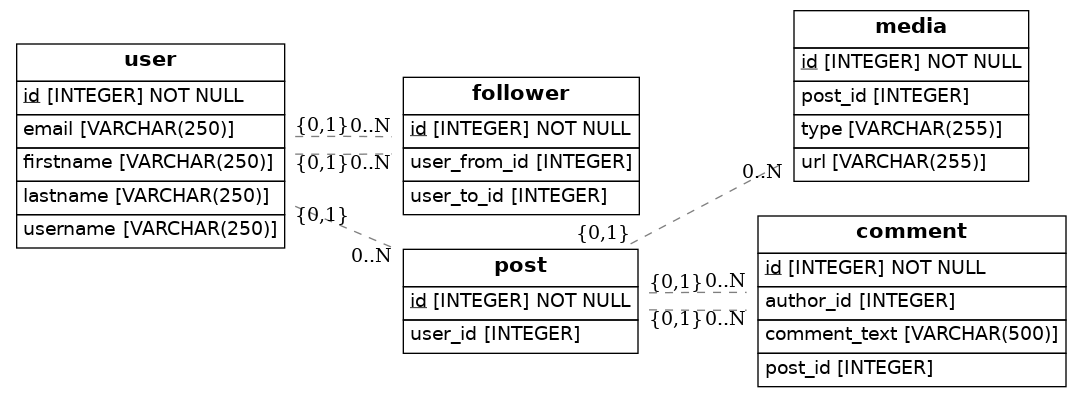 user
id [INTEGER] NOT NULL
email [VARCHAR(250)]
firstname [VARCHAR(250)]
lastname [VARCHAR(250)]
username [VARCHAR(250)]
{0,1} 0..N
{0,1} 0..N
{0,1}
0..N
follower
id [INTEGER] NOT NULL
user_from_id [INTEGER]
user_to_id [INTEGER]
post
id [INTEGER] NOT NULL
user_id [INTEGER]
{0,1}
0..N
{0,1} 0..N
{0,1} 0..N
media
id [INTEGER] NOT NULL
post_id [INTEGER]
type [VARCHAR(255)]
url [VARCHAR(255)]
comment
id [INTEGER] NOT NULL
author_id [INTEGER]
comment_text [VARCHAR(500)]
post_id [INTEGER]